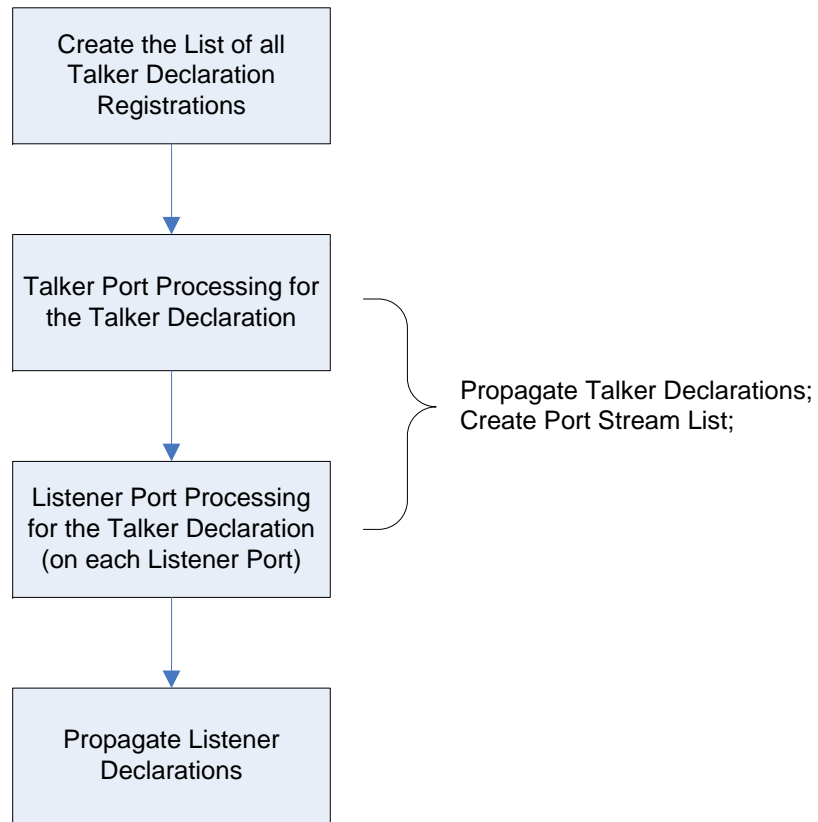 Create the List of all
Talker Declaration
Registrations
Talker Port Processing for
the Talker Declaration
Propagate Talker Declarations;
Create Port Stream List;
Listener Port Processing
for the Talker Declaration
(on each Listener Port)
Propagate Listener
Declarations